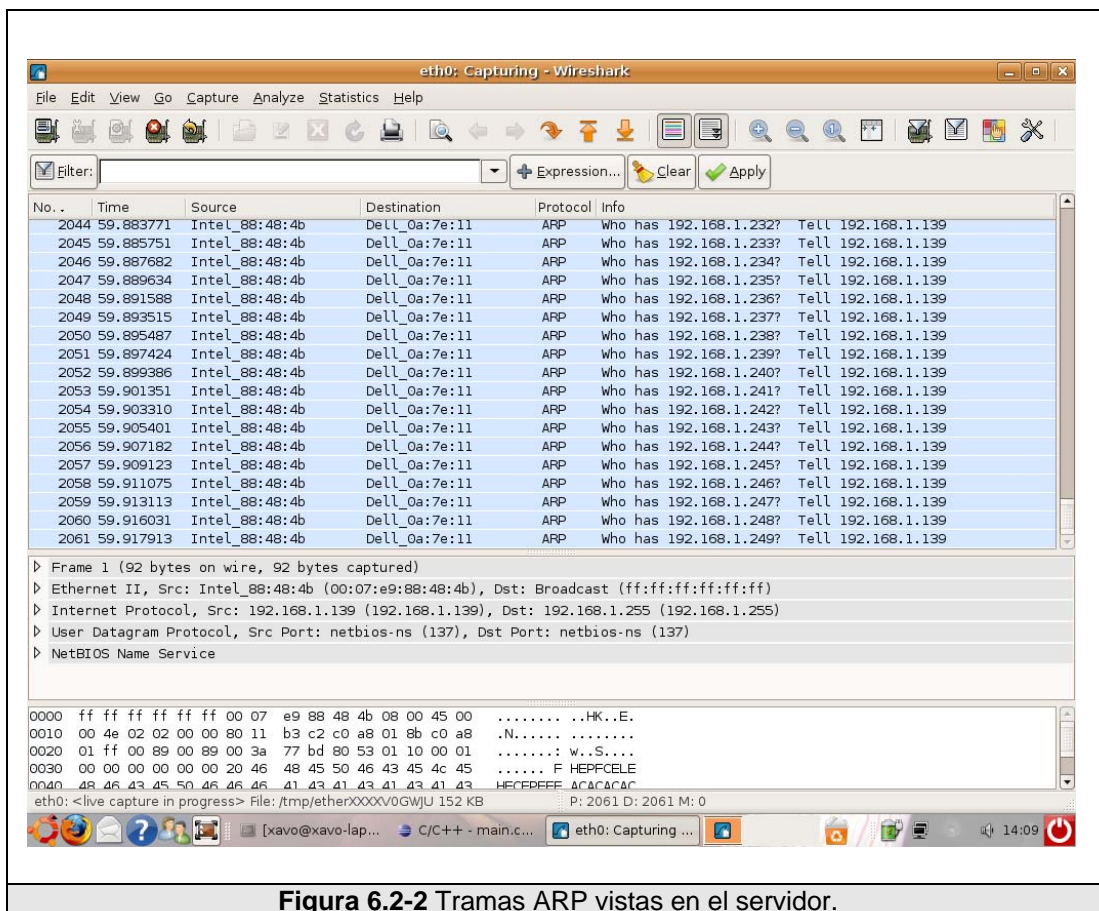 eth0: Capturing - Wireshark
File Edit View Go Capture Analyze Statistics Help
Filter: Expression... Clear Apply
No. . Time Source Destination Protocol Info
2044 59.883771 Intel_88:48:4b Dell_0a:7e:11 ARP Who has 192.168.1.232? Tell 192.168.1.139
2045 59.885751 Intel_88:48:4b Dell_0a:7e:11 ARP Who has 192.168.1.233? Tell 192.168.1.139
2046 59.887682 Intel_88:48:4b Dell_0a:7e:11 ARP Who has 192.168.1.234? Tell 192.168.1.139
2047 59.889634 Intel_88:48:4b Dell_0a:7e:11 ARP Who has 192.168.1.235? Tell 192.168.1.139
2048 59.891588 Intel_88:48:4b Dell_0a:7e:11 ARP Who has 192.168.1.236? Tell 192.168.1.139
2049 59.893515 Intel_88:48:4b Dell_0a:7e:11 ARP Who has 192.168.1.237? Tell 192.168.1.139
2050 59.895487 Intel_88:48:4b Dell_0a:7e:11 ARP Who has 192.168.1.238? Tell 192.168.1.139
2051 59.897424 Intel_88:48:4b Dell_0a:7e:11 ARP Who has 192.168.1.239? Tell 192.168.1.139
2052 59.899386 Intel_88:48:4b Dell_0a:7e:11 ARP Who has 192.168.1.240? Tell 192.168.1.139
2053 59.901351 Intel_88:48:4b Dell_0a:7e:11 ARP Who has 192.168.1.241? Tell 192.168.1.139
2054 59.903310 Intel_88:48:4b Dell_0a:7e:11 ARP Who has 192.168.1.242? Tell 192.168.1.139
2055 59.905401 Intel_88:48:4b Dell_0a:7e:11 ARP Who has 192.168.1.243? Tell 192.168.1.139
2056 59.907182 Intel_88:48:4b Dell_0a:7e:11 ARP Who has 192.168.1.244? Tell 192.168.1.139
2057 59.909123 Intel_88:48:4b Dell_0a:7e:11 ARP Who has 192.168.1.245? Tell 192.168.1.139
2058 59.911075 Intel_88:48:4b Dell_0a:7e:11 ARP Who has 192.168.1.246? Tell 192.168.1.139
2059 59.913113 Intel_88:48:4b Dell_0a:7e:11 ARP Who has 192.168.1.247? Tell 192.168.1.139
2060 59.916031 Intel_88:48:4b Dell_0a:7e:11 ARP Who has 192.168.1.248? Tell 192.168.1.139
2061 59.917913 Intel_88:48:4b Dell_0a:7e:11 ARP Who has 192.168.1.249? Tell 192.168.1.139
Frame 1 (92 bytes on wire, 92 bytes captured)
Ethernet II, Src: Intel_88:48:4b (00:07:e9:88:48:4b), Dst: Broadcast (ff:ff:ff:ff:ff:ff)
Internet Protocol, Src: 192.168.1.139 (192.168.1.139), Dst: 192.168.1.255 (192.168.1.255)
User Datagram Protocol, Src Port: netbios-ns (137), Dst Port: netbios-ns (137)
NetBIOS Name Service
0000 ff ff ff ff ff ff 00 07 e9 88 48 4b 08 00 45 00 ........ ..HK..E.
0010 00 4e 02 02 00 00 80 11 b3 c2 c0 a8 01 8b c0 a8 .N...... ........
0020 01 ff 00 89 00 89 00 3a 77 bd 80 53 01 10 00 01 .......: w..S....
0030 00 00 00 00 00 00 20 46 48 45 50 46 43 45 4c 45 ...... F HEPFCELE
0040 48 46 43 45 50 46 46 46 41 43 41 43 41 43 41 43 HFCEPFFF ACACACAC
eth0: <live capture in progress> File: /tmp/etherXXXXV0GWJU 152 KB P: 2061 D: 2061 M: 0
[xavo@xavo-lap... C/C++ - main.c... eth0: Capturing ... 14:09
Figura 6.2-2 Tramas ARP vistas en el servidor.